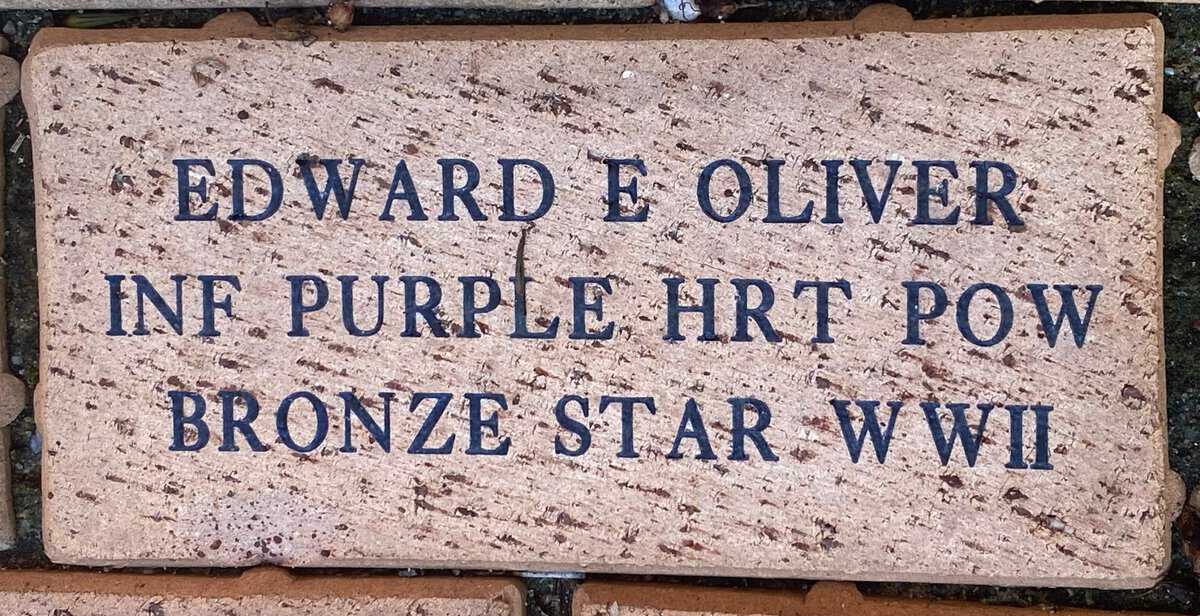 EDWARD E OLIVER
INF PURPLE HRT POW
BRONZE STAR WWII